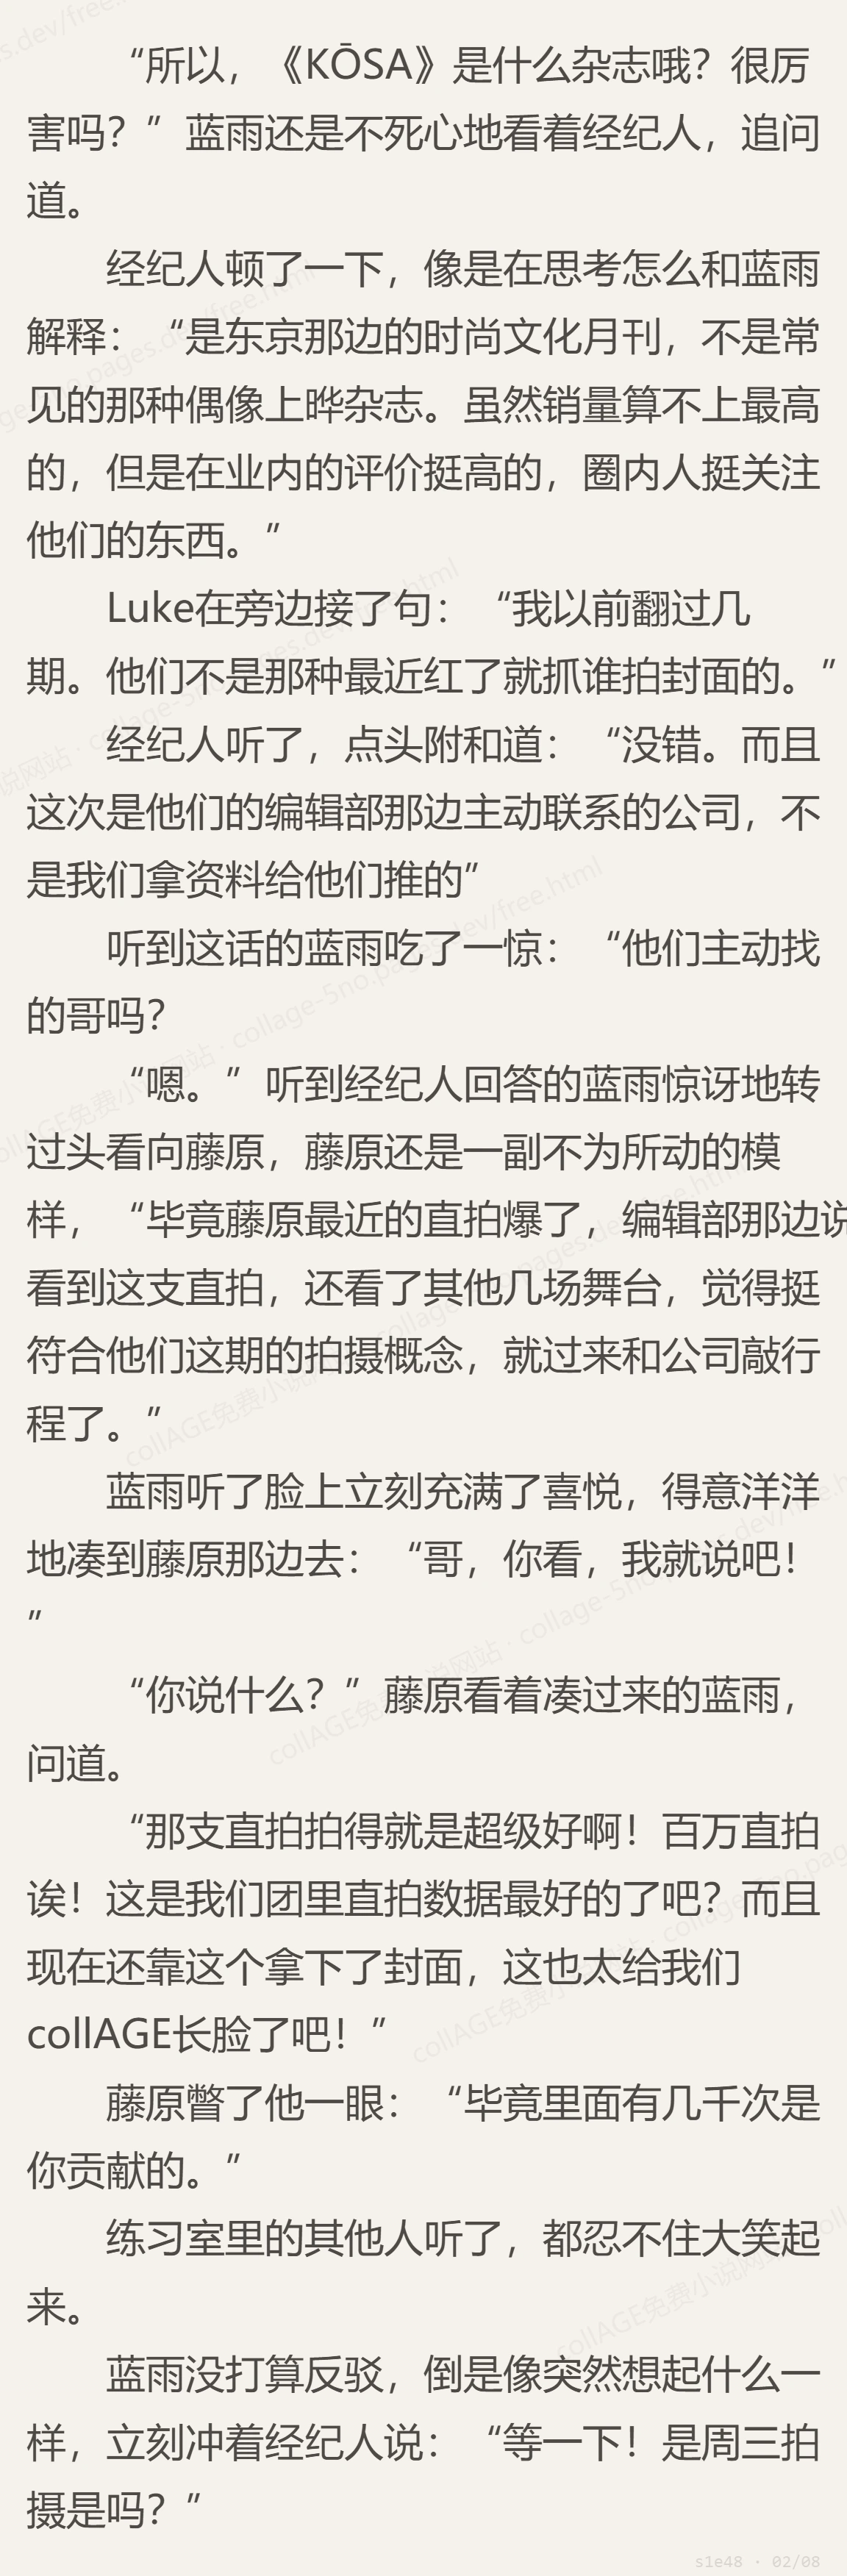 “所以，《KŌSA》是什么杂志哦？很厉
害吗？”蓝雨还是不死心地看着经纪人，追问
道。
经纪人顿了一下，像是在思考怎么和蓝雨
解释：“是东京那边的时尚文化月刊，不是常
见的那种偶像上晔杂志。虽然销量算不上最高
的，但是在业内的评价挺高的，圈内人挺关注
他们的东西。”
Luke在旁边接了句：“我以前翻过几
期。他们不是那种最近红了就抓谁拍封面的。”
经纪人听了，点头附和道：“没错。而且
这次是他们的编辑部那边主动联系的公司，不
是我们拿资料给他们推的”
听到这话的蓝雨吃了一惊：“他们主动找
的哥吗？
“嗯。”听到经纪人回答的蓝雨惊讶地转
过头看向藤原，藤原还是一副不为所动的模
样，“毕竟藤原最近的直拍爆了，编辑部那边说
看到这支直拍，还看了其他几场舞台，觉得挺
符合他们这期的拍摄概念，就过来和公司敲行
程了。”
蓝雨听了脸上立刻充满了喜悦，得意洋洋
地凑到藤原那边去：“哥，你看，我就说吧！
”
“你说什么？”藤原看着凑过来的蓝雨，
问道。
“那支直拍拍得就是超级好啊！百万直拍
诶！这是我们团里直拍数据最好的了吧？而且
现在还靠这个拿下了封面，这也太给我们
collAGE长脸了吧！”
藤原瞥了他一眼：“毕竟里面有几千次是
你贡献的。”
练习室里的其他人听了，都忍不住大笑起
来。
蓝雨没打算反驳，倒是像突然想起什么一
样，立刻冲着经纪人说：“等一下！是周三拍
摄是吗？”
s1e48 · 02/08
collAGE免费小说网站 · collage-5no.pages.dev/free.html